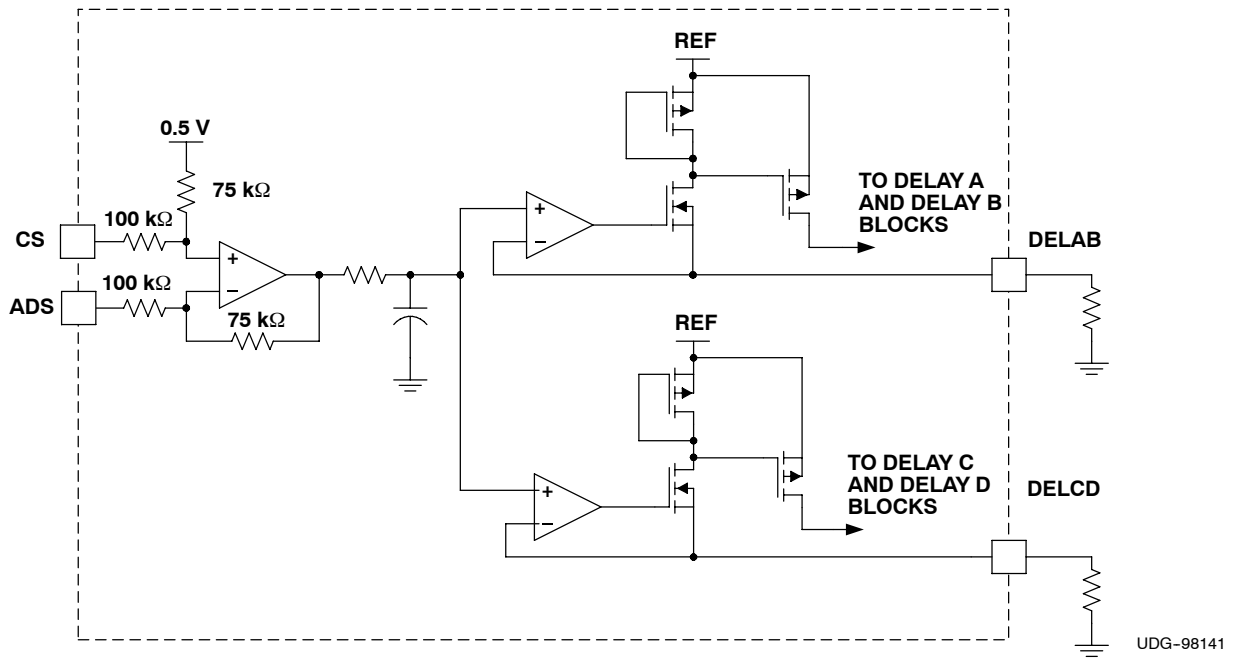 REF
0.5 V
75 kΩ
100 kΩ
CS
+
−
100 kΩ
ADS
75 kΩ
+
−
TO DELAY A
AND DELAY B
BLOCKS
DELAB
REF
+
−
TO DELAY C
AND DELAY D
BLOCKS
DELCD
UDG−98141